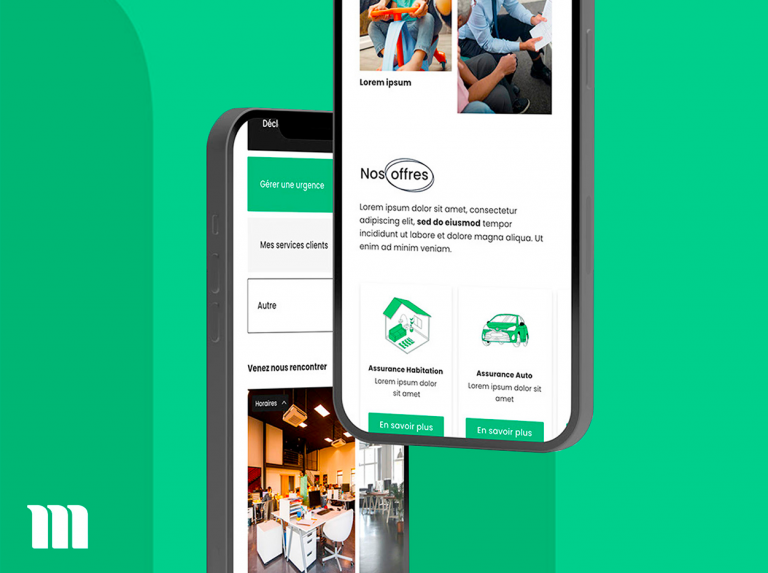 Lorem ipsum
Nos offres
Lorem ipsum dolor sit amet, consectetur
adipiscing elit, sed do eiusmod tempor
incididunt ut labore et dolore magna aliqua. Ut
enim ad minim veniam.
Assurance Habitation
Lorem ipsum dolor
sit amet
En savoir plus
Assurance Auto
Lorem ipsum dolor
sit amet
En savoir plus
Décl
Gèrer une urgence
Mes services clients
Autre
Venez nous rencontrer
Horaires
m